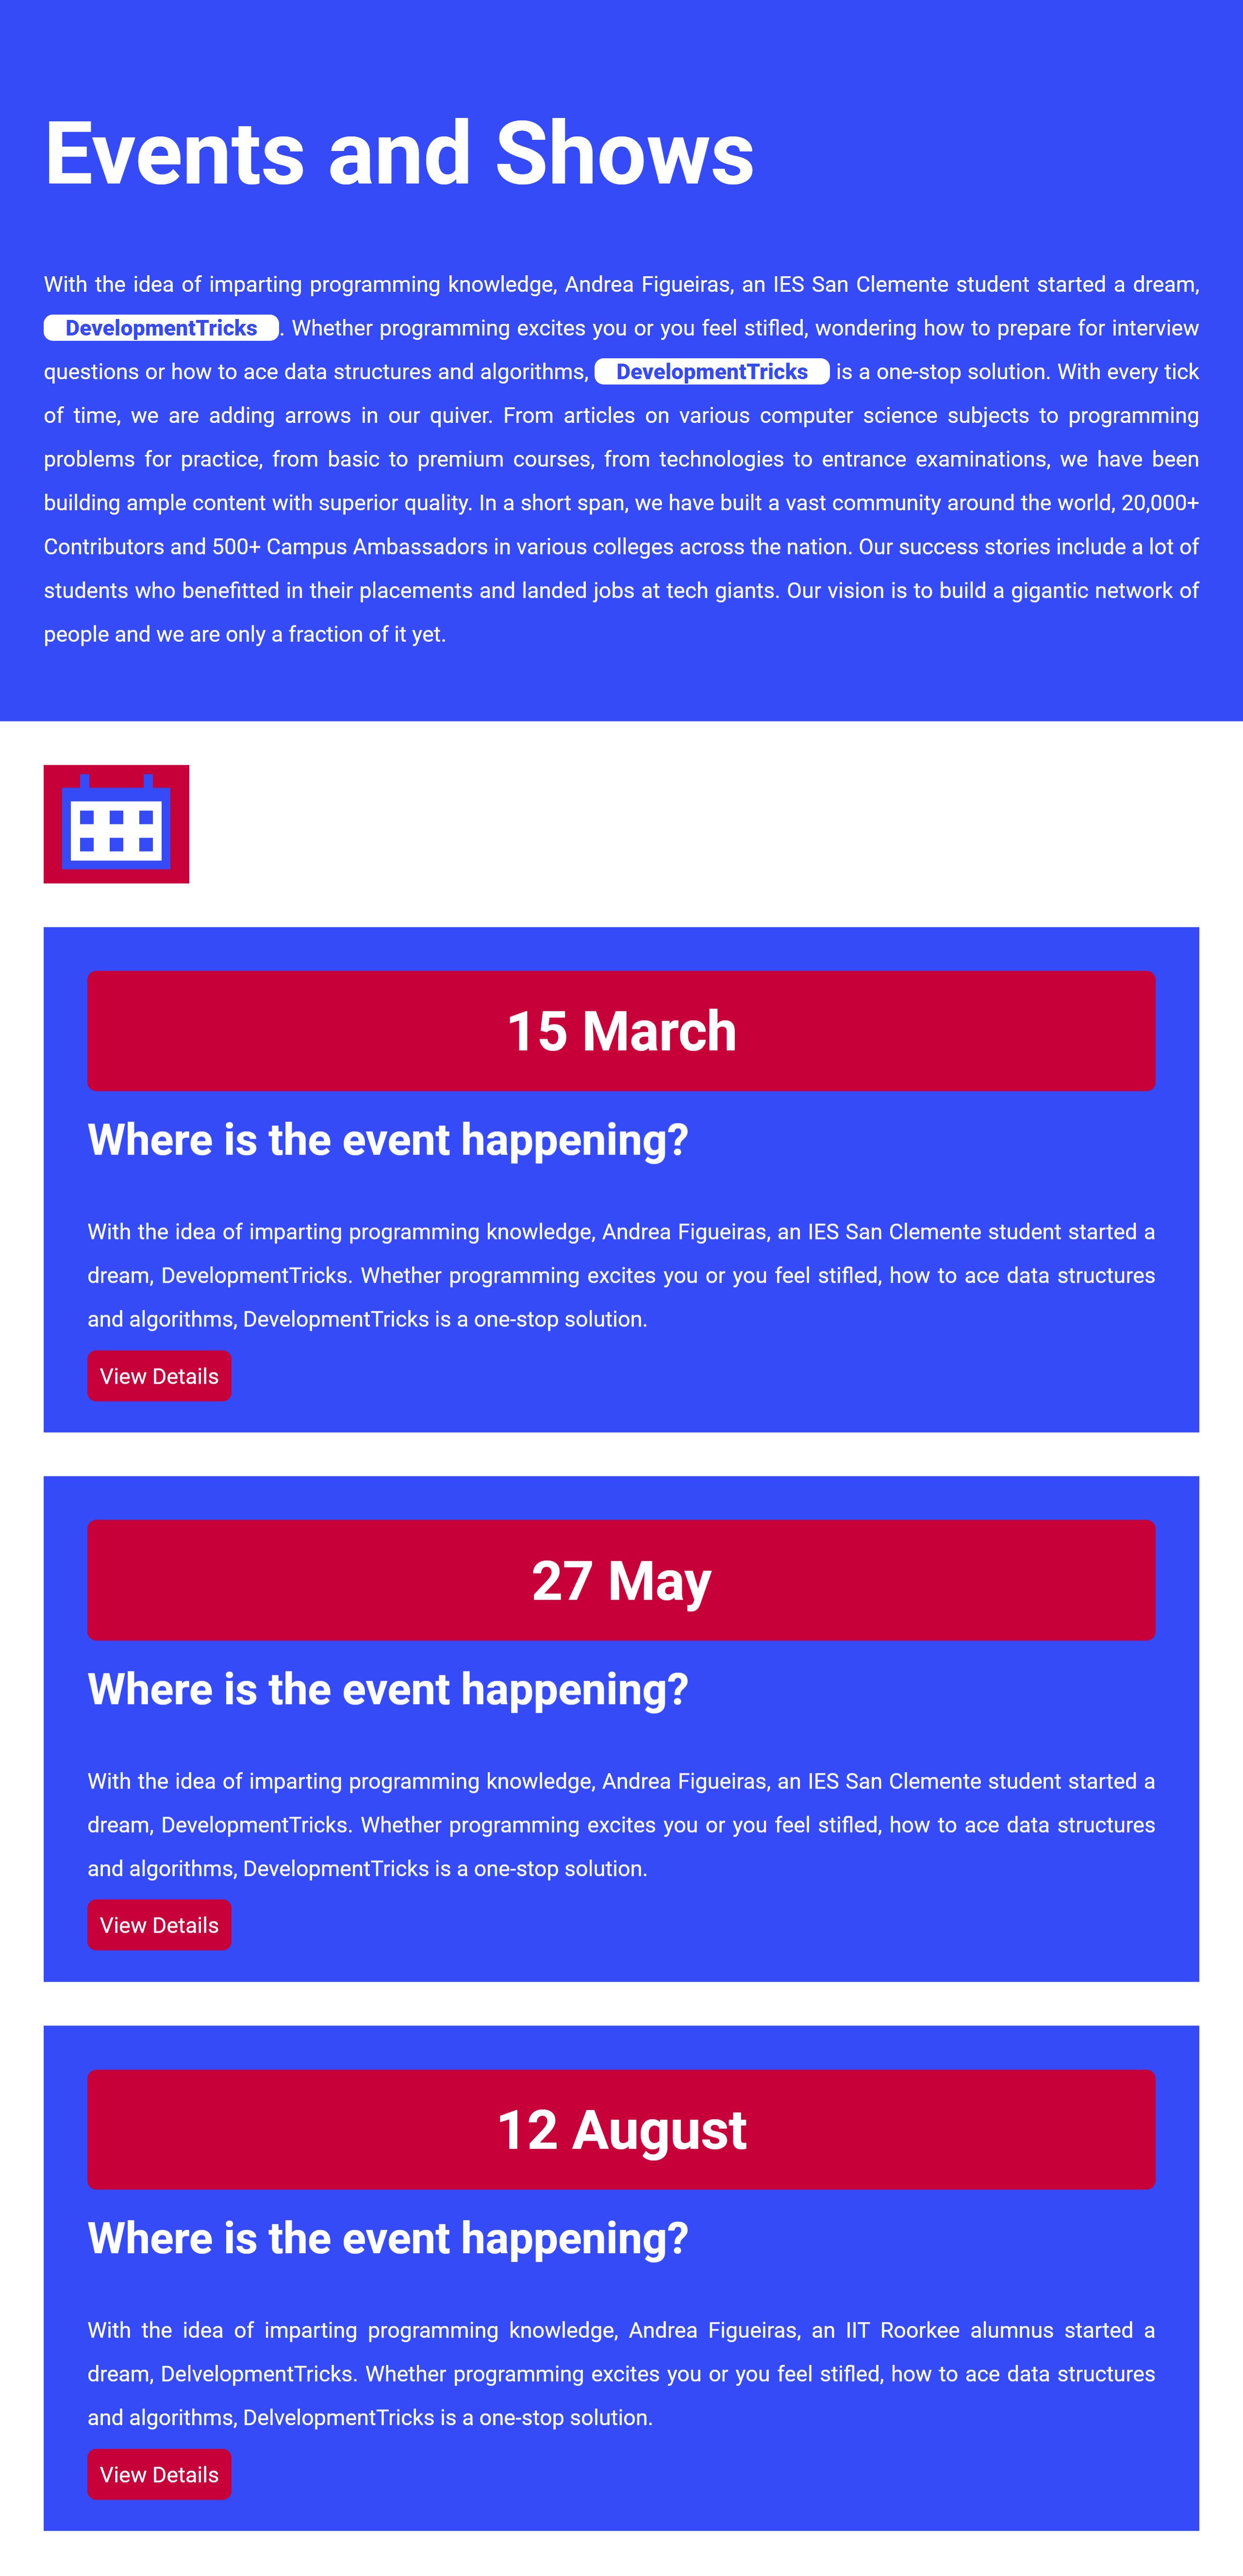 Events and Shows
With the idea of imparting programming knowledge, Andrea Figueiras, an IES San Clemente student started a dream,
DevelopmentTricks. Whether programming excites you or you feel stifled, wondering how to prepare for interview
questions or how to ace data structures and algorithms, DevelopmentTricks is a one-stop solution. With every tick
of time, we are adding arrows in our quiver. From articles on various computer science subjects to programming
problems for practice, from basic to premium courses, from technologies to entrance examinations, we have been
building ample content with superior quality. In a short span, we have built a vast community around the world, 20,000+
Contributors and 500+ Campus Ambassadors in various colleges across the nation. Our success stories include a lot of
students who benefitted in their placements and landed jobs at tech giants. Our vision is to build a gigantic network of
people and we are only a fraction of it yet.
15 March
Where is the event happening?
With the idea of imparting programming knowledge, Andrea Figueiras, an IES San Clemente student started a
dream, DevelopmentTricks. Whether programming excites you or you feel stifled, how to ace data structures
and algorithms, DevelopmentTricks is a one-stop solution.
View Details
27 May
Where is the event happening?
With the idea of imparting programming knowledge, Andrea Figueiras, an IES San Clemente student started a
dream, DevelopmentTricks. Whether programming excites you or you feel stifled, how to ace data structures
and algorithms, DevelopmentTricks is a one-stop solution.
View Details
12 August
Where is the event happening?
With the idea of imparting programming knowledge, Andrea Figueiras, an IIT Roorkee alumnus started a
dream, DelvelopmentTricks. Whether programming excites you or you feel stifled, how to ace data structures
and algorithms, DelvelopmentTricks is a one-stop solution.
View Details